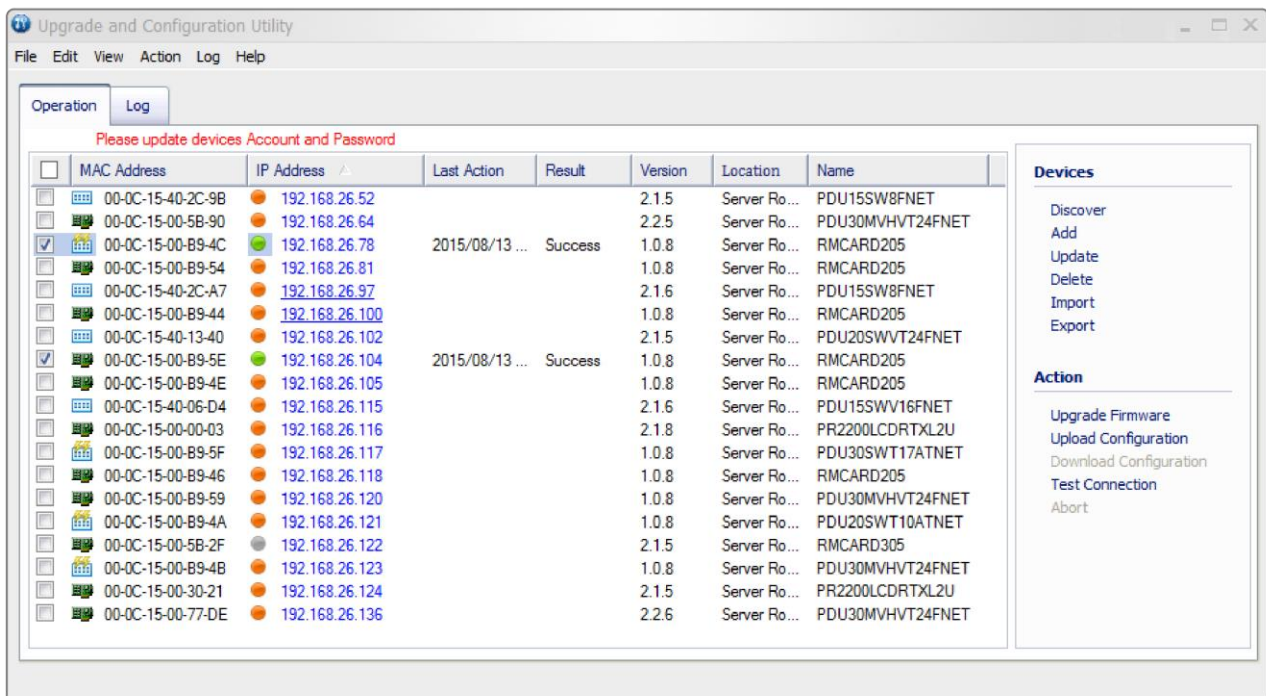 Upgrade and Configuration Utility
File Edit View Action Log Help
Operation Log
Please update devices Account and Password
MAC Address IP Address Last Action Result Version Location Name
00-0C-15-40-2C-9B 192.168.26.52 2.1.5 Server Ro... PDU15SW8FNET
00-0C-15-00-5B-90 192.168.26.64 2.2.5 Server Ro... PDU30MVHVT24FNET
00-0C-15-00-B9-4C 192.168.26.78 2015/08/13 ... Success 1.0.8 Server Ro... RMCARD205
00-0C-15-00-B9-54 192.168.26.81 1.0.8 Server Ro... RMCARD205
00-0C-15-40-2C-A7 192.168.26.97 2.1.6 Server Ro... PDU15SW8FNET
00-0C-15-00-B9-44 192.168.26.100 1.0.8 Server Ro... RMCARD205
00-0C-15-40-13-40 192.168.26.102 2.1.5 Server Ro... PDU20SWVT24FNET
00-0C-15-00-B9-5E 192.168.26.104 2015/08/13 ... Success 1.0.8 Server Ro... RMCARD205
00-0C-15-00-B9-4E 192.168.26.105 1.0.8 Server Ro... RMCARD205
00-0C-15-40-06-D4 192.168.26.115 2.1.6 Server Ro... PDU15SWV16FNET
00-0C-15-00-00-03 192.168.26.116 2.1.8 Server Ro... PR2200LCDRTXL2U
00-0C-15-00-B9-5F 192.168.26.117 1.0.8 Server Ro... PDU30SWT17ATNET
00-0C-15-00-B9-46 192.168.26.118 1.0.8 Server Ro... RMCARD205
00-0C-15-00-B9-59 192.168.26.120 1.0.8 Server Ro... PDU30MVHVT24FNET
00-0C-15-00-B9-4A 192.168.26.121 1.0.8 Server Ro... PDU20SWT10ATNET
00-0C-15-00-5B-2F 192.168.26.122 2.1.5 Server Ro... RMCARD305
00-0C-15-00-B9-4B 192.168.26.123 1.0.8 Server Ro... PDU30MVHVT24FNET
00-0C-15-00-30-21 192.168.26.124 2.1.5 Server Ro... PR2200LCDRTXL2U
00-0C-15-00-77-DE 192.168.26.136 2.2.6 Server Ro... PDU30MVHVT24FNET
Devices
Discover
Add
Update
Delete
Import
Export
Action
Upgrade Firmware
Upload Configuration
Download Configuration
Test Connection
Abort